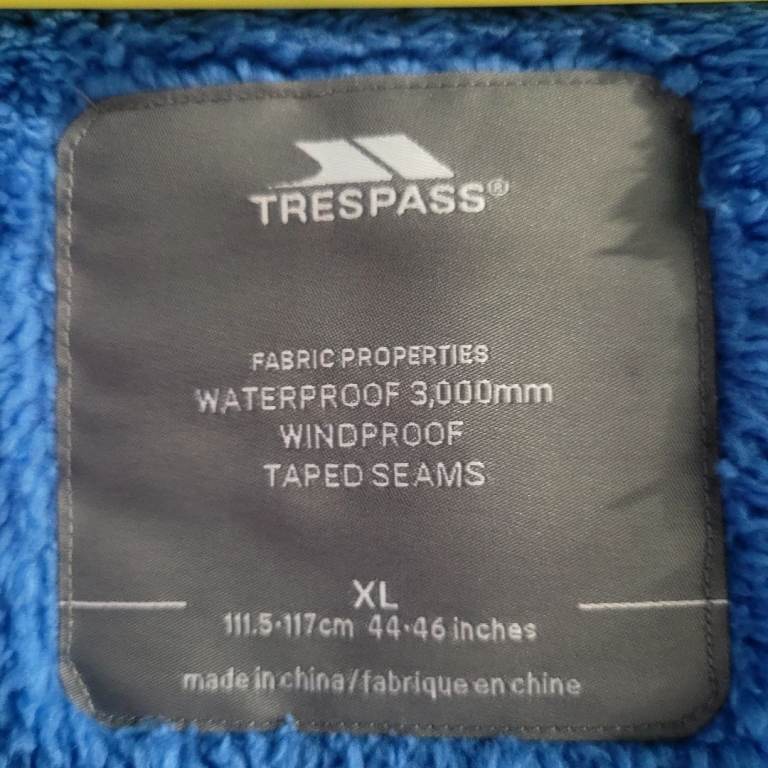 TRESPASS®
FABRIC PROPERTIES
WATERPROOF 3,000mm
WINDPROOF
TAPED SEAMS
XL
111.5-117cm 44-46 inches
made in china/fabrique en chine